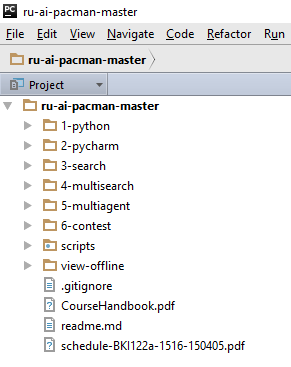 PC ru-ai-pacman-master
File Edit View Navigate Code Refactor Run
ru-ai-pacman-master
Project
ru-ai-pacman-master
1-python
2-pycharm
3-search
4-multisearch
5-multiagent
6-contest
scripts
view-offline
.gitignore
CourseHandbook.pdf
readme.md
schedule-BKI122a-1516-150405.pdf